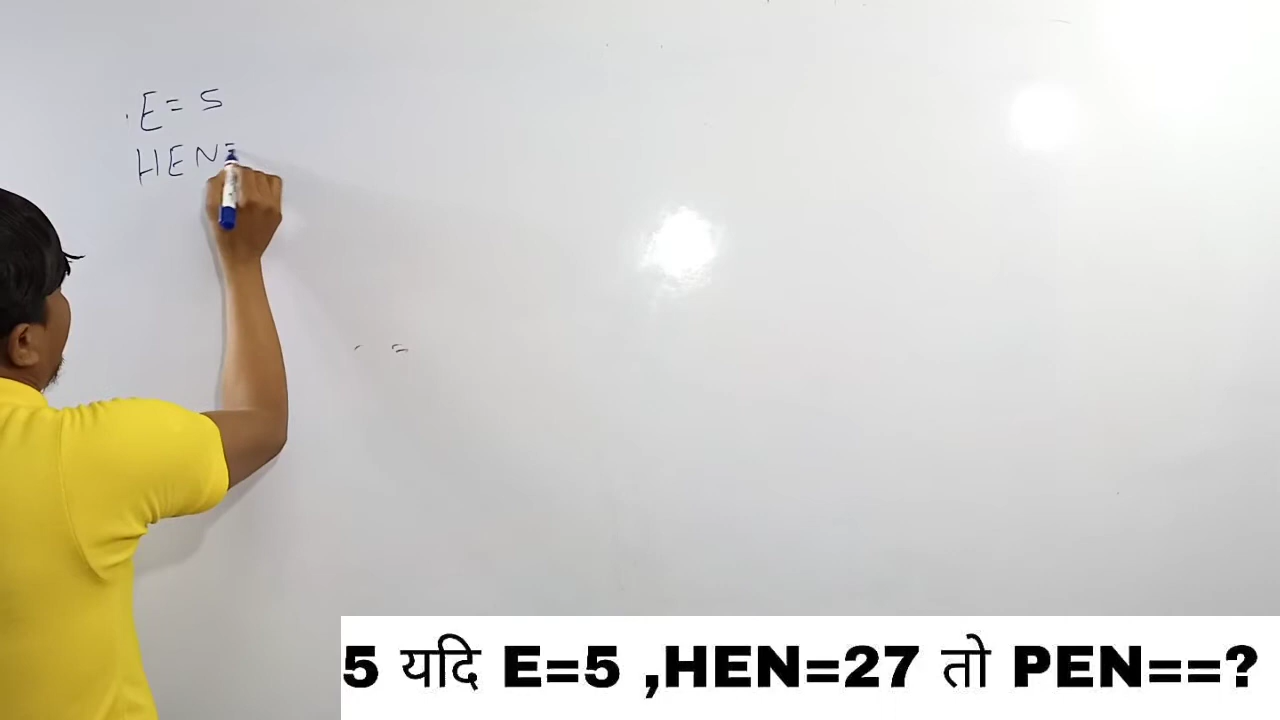 E = 5
HEN=
5 यदि E=5 ,HEN=27 तो PEN==?